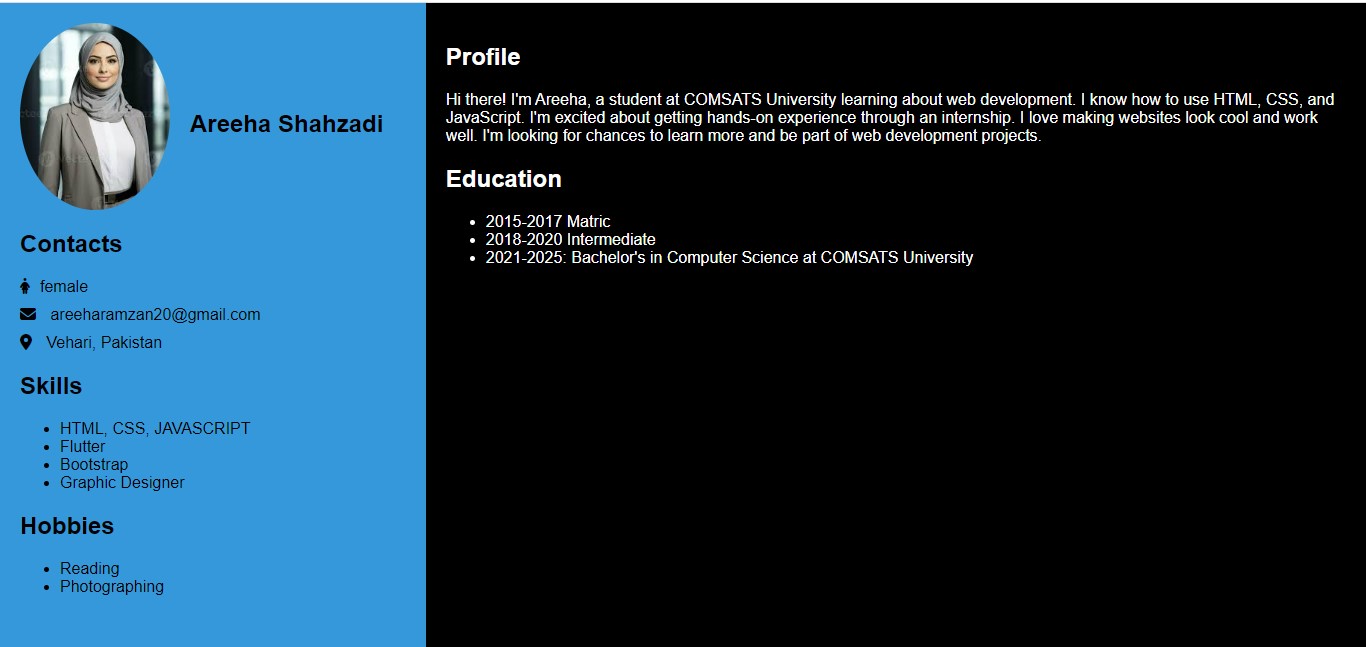 Areeha Shahzadi
Contacts
female
areeharamzan20@gmail.com
Vehari, Pakistan
Skills
HTML, CSS, JAVASCRIPT
Flutter
Bootstrap
Graphic Designer
Hobbies
Reading
Photographing
Profile
Hi there! I'm Areeha, a student at COMSATS University learning about web development. I know how to use HTML, CSS, and
JavaScript. I'm excited about getting hands-on experience through an internship. I love making websites look cool and work
well. I'm looking for chances to learn more and be part of web development projects.
Education
2015-2017 Matric
2018-2020 Intermediate
2021-2025: Bachelor's in Computer Science at COMSATS University